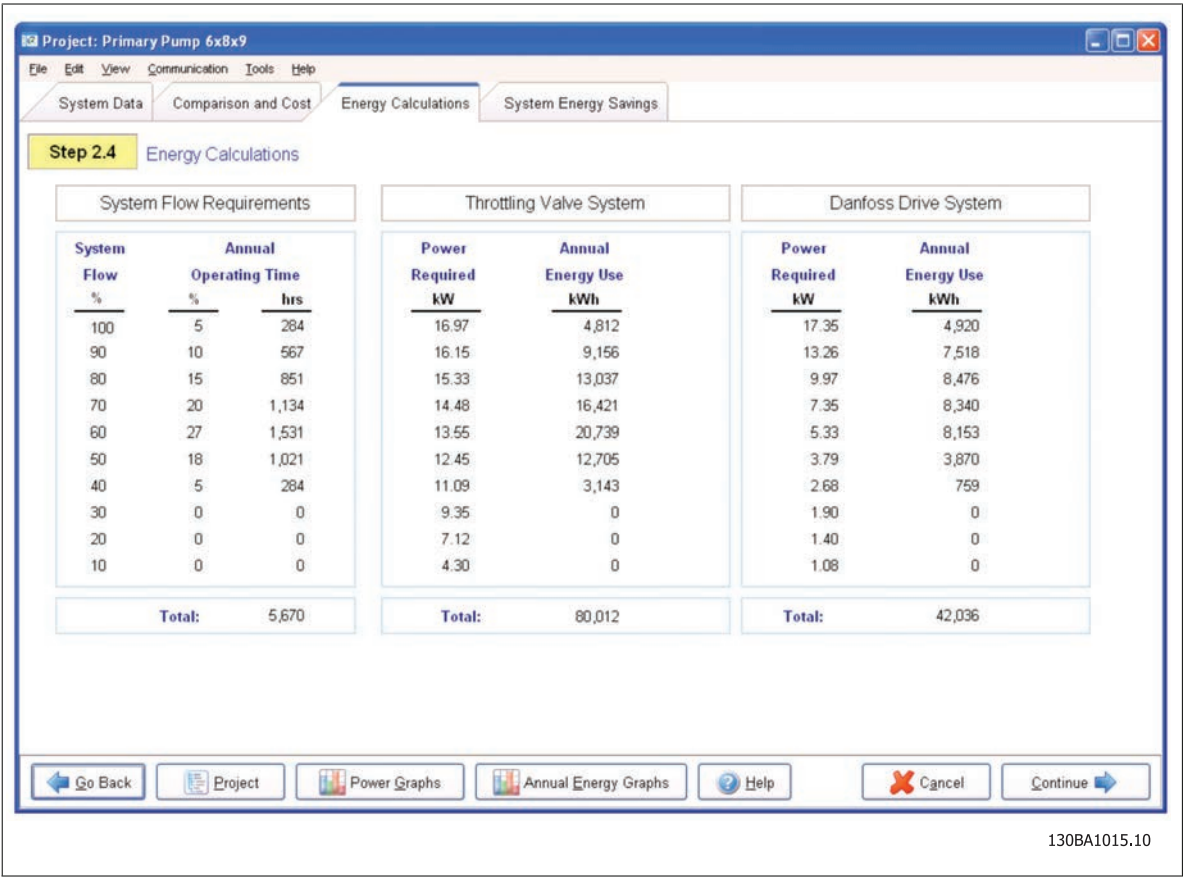 Project: Primary Pump 6x8x9
File Edit View Communication Tools Help
System Data Comparison and Cost Energy Calculations System Energy Savings
Step 2.4 Energy Calculations
System Flow Requirements Throttling Valve System Danfoss Drive System
System Annual Power Annual Power Annual
Flow Operating Time Required Energy Use Required Energy Use
% % hrs kW kWh kW kWh
100 5 284 16.97 4,812 17.35 4,920
90 10 567 16.15 9,156 13.26 7,518
80 15 851 15.33 13,037 9.97 8,476
70 20 1,134 14.48 16,421 7.35 8,340
60 27 1,531 13.55 20,739 5.33 8,153
50 18 1,021 12.45 12,705 3.79 3,870
40 5 284 11.09 3,143 2.68 759
30 0 0 9.35 0 1.90 0
20 0 0 7.12 0 1.40 0
10 0 0 4.30 0 1.08 0
Total: 5,670 Total: 80,012 Total: 42,036
Go Back Project Power Graphs Annual Energy Graphs Help Cancel Continue
130BA1015.10